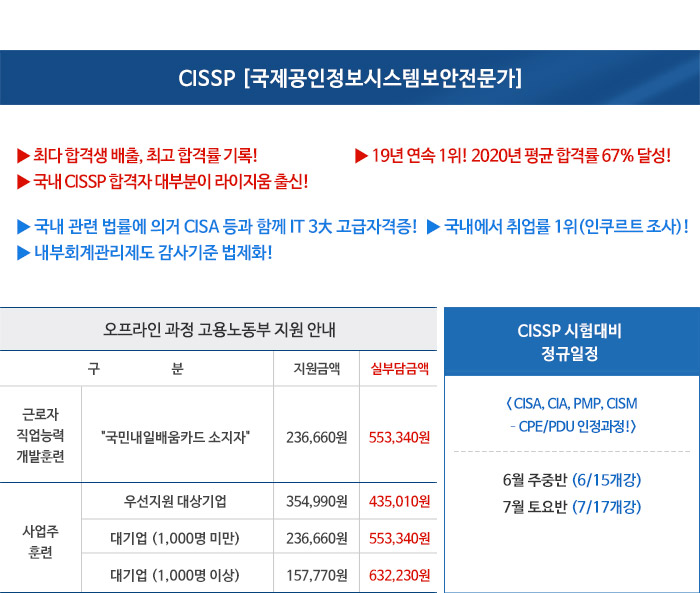 CISSP [국제공인정보시스템보안전문가]
▶ 최다 합격생 배출, 최고 합격률 기록!
▶ 19년 연속 1위! 2020년 평균 합격률 67% 달성!
▶ 국내 CISSP 합격자 대부분이 라이지움 출신!
▶ 국내 관련 법률에 의거 CISA 등과 함께 IT 3大 고급자격증!
▶ 국내에서 취업률 1위(인쿠르트 조사)!
▶ 내부회계관리제도 감사기준 법제화!
오프라인 과정 고용노동부 지원 안내
구 분 지원금액 실부담금액
근로자
직업능력
개발훈련
"국민내일배움카드 소지자" 236,660원 553,340원
사업주
훈련
우선지원 대상기업 354,990원 435,010원
대기업 (1,000명 미만) 236,660원 553,340원
대기업 (1,000명 이상) 157,770원 632,230원
CISSP 시험대비
정규일정
< CISA, CIA, PMP, CISM
- CPE/PDU 인정과정!>
6월 주중반 (6/15개강)
7월 토요반 (7/17개강)